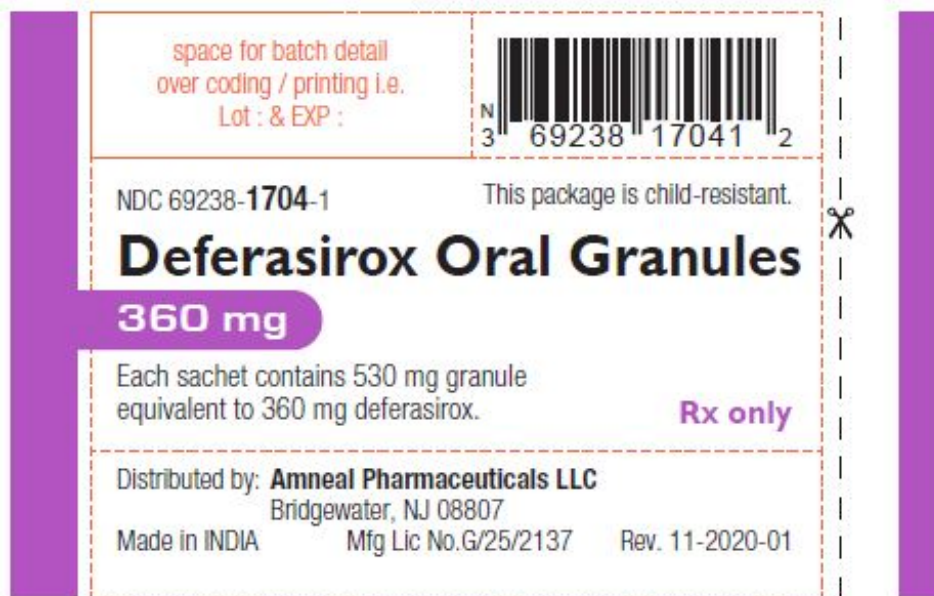 space for batch detail
over coding / printing i.e.
Lot : & EXP :
N
3 69238 17041 2
NDC 69238-1704-1
This package is child-resistant.
Deferasirox Oral Granules
360 mg
Each sachet contains 530 mg granule
equivalent to 360 mg deferasirox.
Rx only
Distributed by: Amneal Pharmaceuticals LLC
Bridgewater, NJ 08807
Made in INDIA Mfg Lic No.G/25/2137 Rev. 11-2020-01